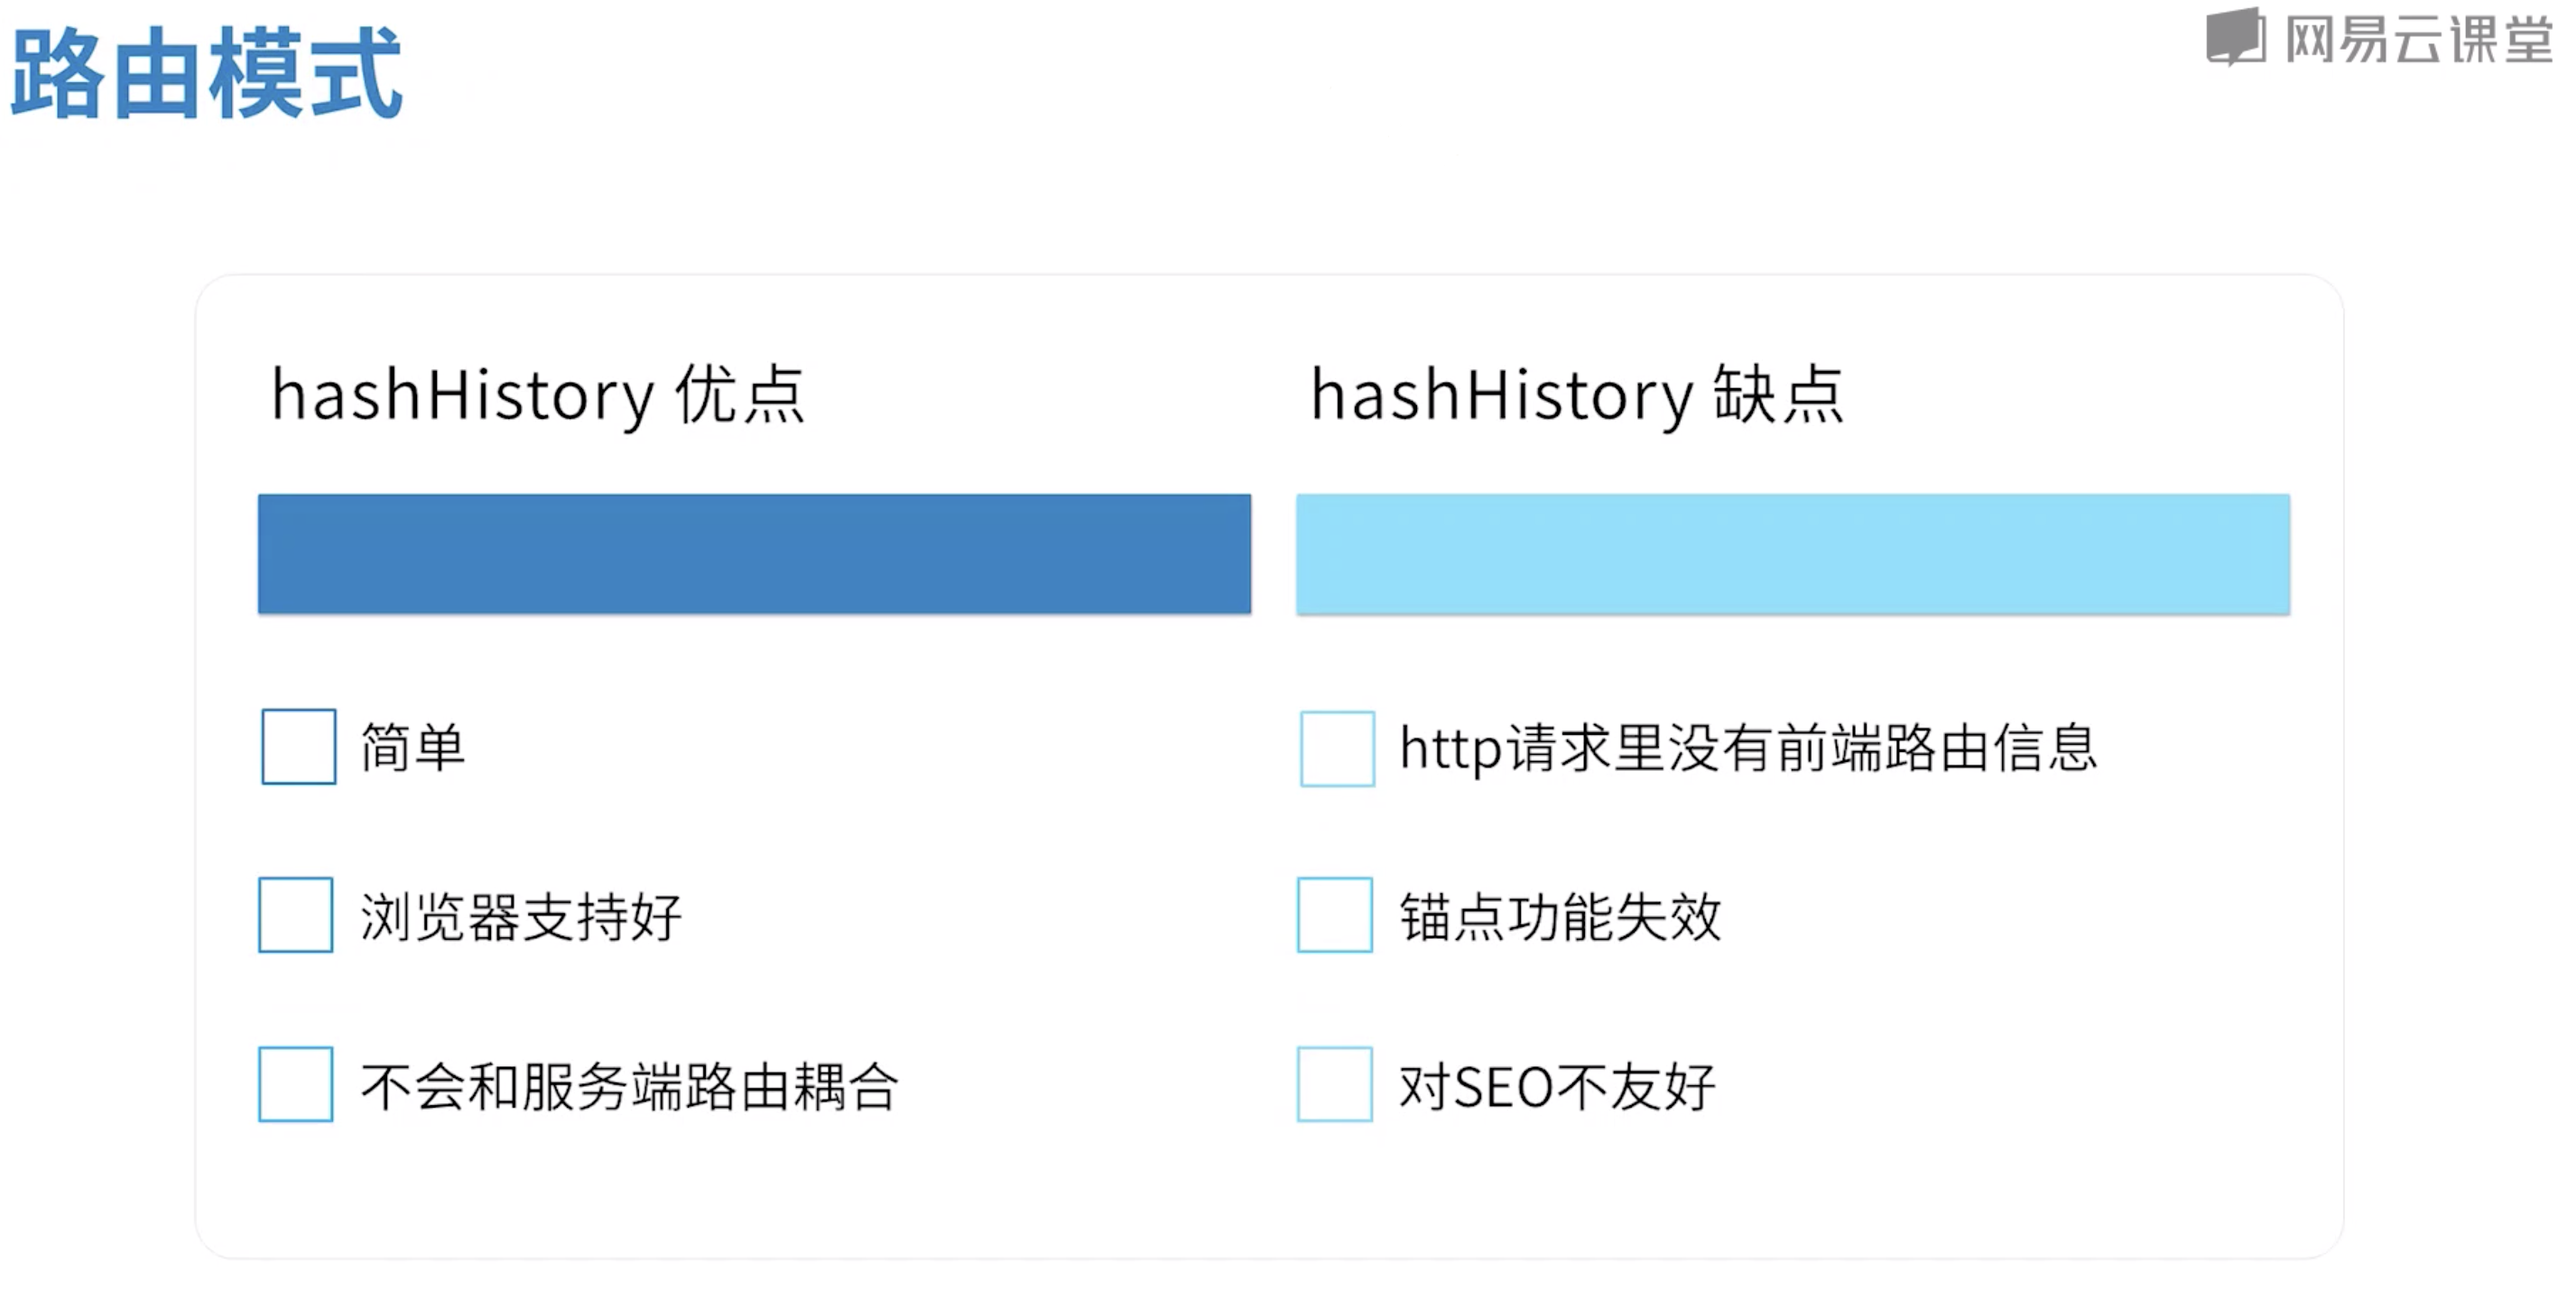 路由模式
网易云课堂
hashHistory 优点
hashHistory 缺点
简单
http请求里没有前端路由信息
浏览器支持好
锚点功能失效
不会和服务端路由耦合
对SEO不友好